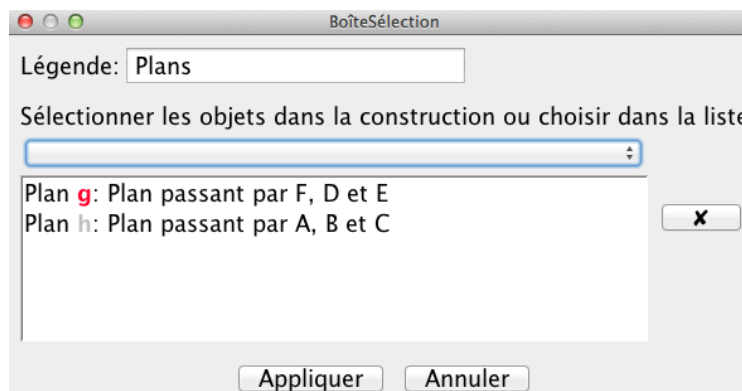 BoîteSélection
Légende: Plans
Sélectionner les objets dans la construction ou choisir dans la liste
Plan g: Plan passant par F, D et E
Plan h: Plan passant par A, B et C
✘
Appliquer Annuler